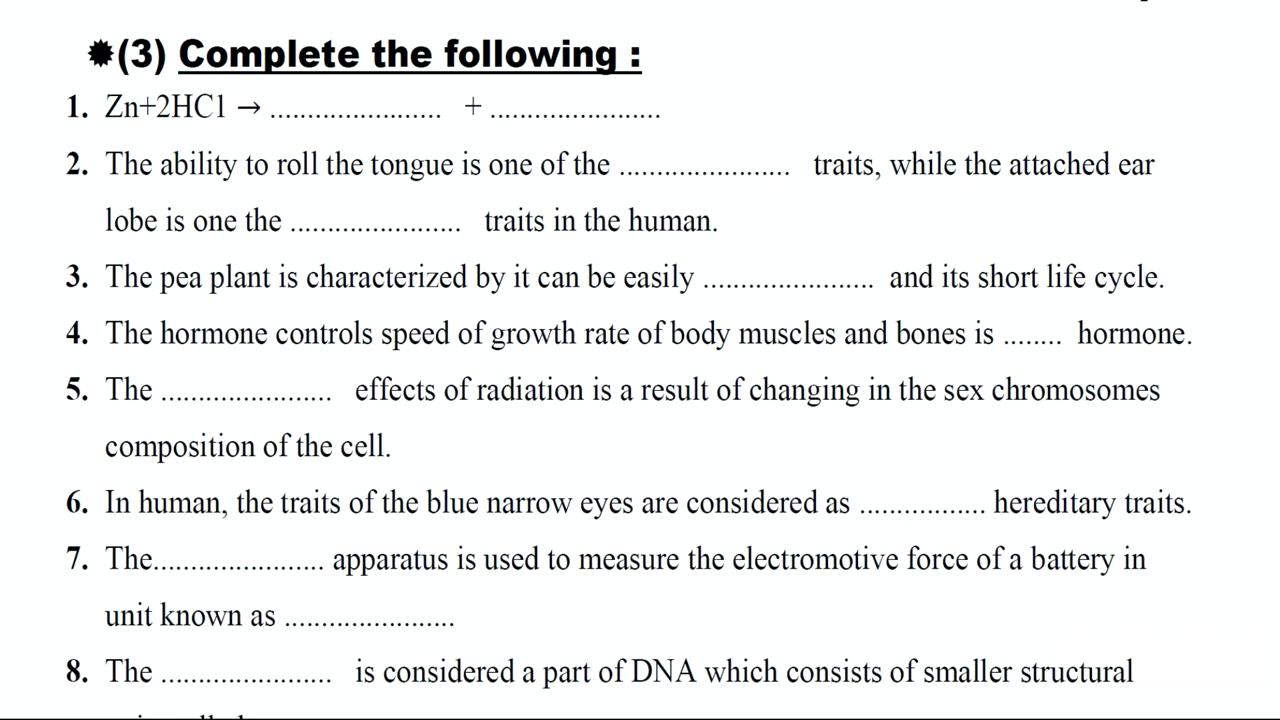 ✹(3) Complete the following :
1. Zn+2HCl → ....................... + .......................
2. The ability to roll the tongue is one of the ....................... traits, while the attached ear
lobe is one the ....................... traits in the human.
3. The pea plant is characterized by it can be easily ....................... and its short life cycle.
4. The hormone controls speed of growth rate of body muscles and bones is ........ hormone.
5. The ....................... effects of radiation is a result of changing in the sex chromosomes
composition of the cell.
6. In human, the traits of the blue narrow eyes are considered as ................. hereditary traits.
7. The....................... apparatus is used to measure the electromotive force of a battery in
unit known as .......................
8. The ....................... is considered a part of DNA which consists of smaller structural